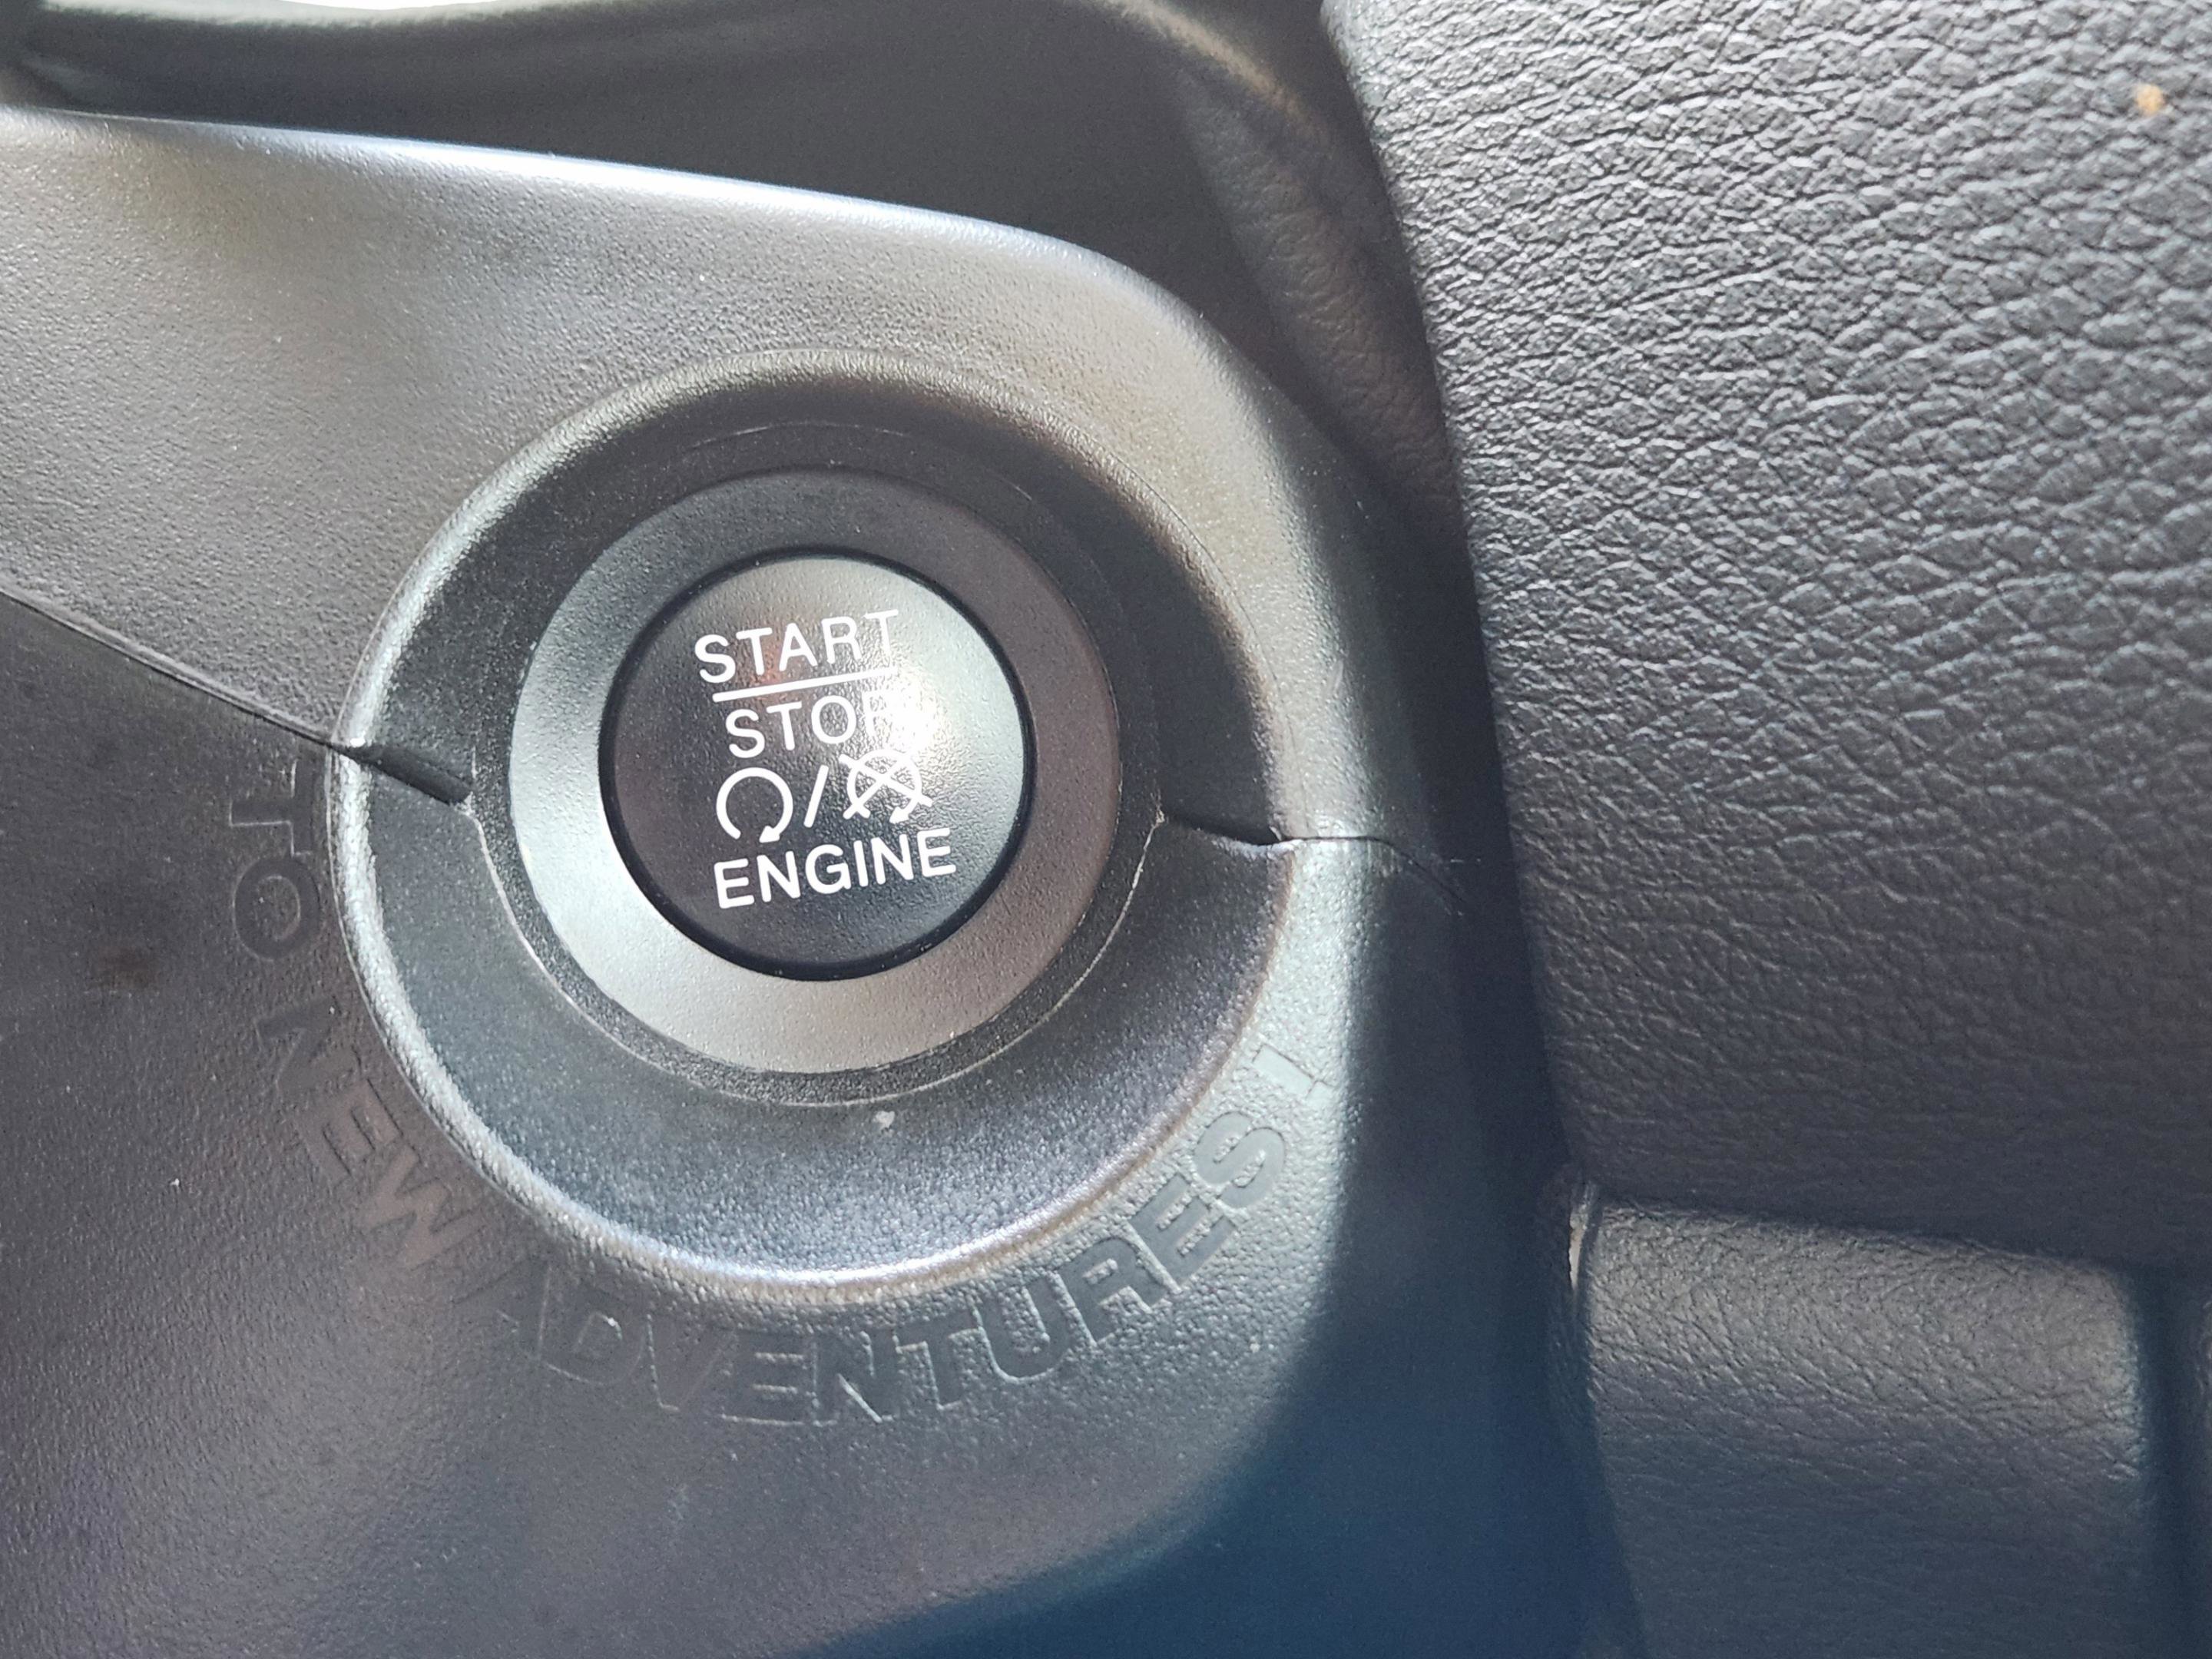 START
STOP
/
ENGINE
TO NEW ADVENTURES!